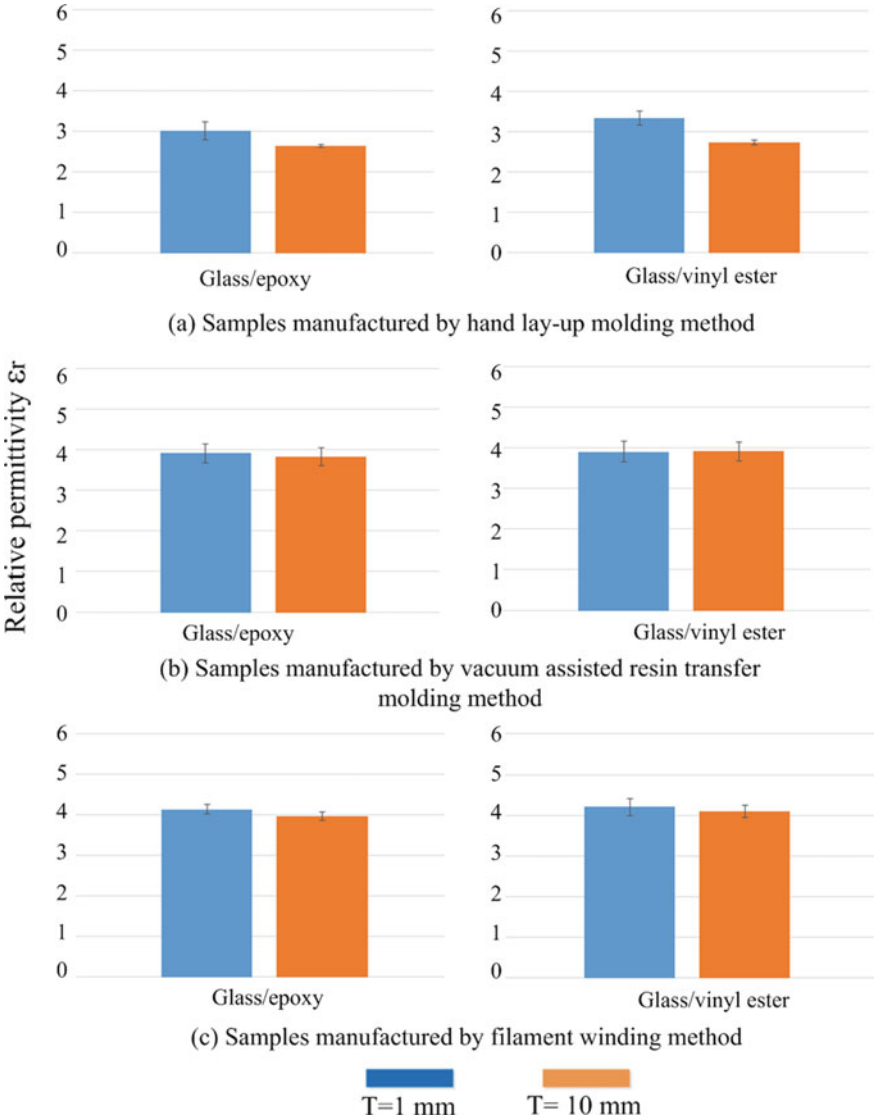 6 6
5 5
4 4
3 3
2 2
1 1
0 0
Glass/epoxy Glass/vinyl ester
(a) Samples manufactured by hand lay-up molding method
Relative permittivity εr
6 6
5 5
4 4
3 3
2 2
1 1
0 0
Glass/epoxy Glass/vinyl ester
(b) Samples manufactured by vacuum assisted resin transfer
molding method
6 6
5 5
4 4
3 3
2 2
1 1
0 0
Glass/epoxy Glass/vinyl ester
(c) Samples manufactured by filament winding method
T=1 mm T= 10 mm